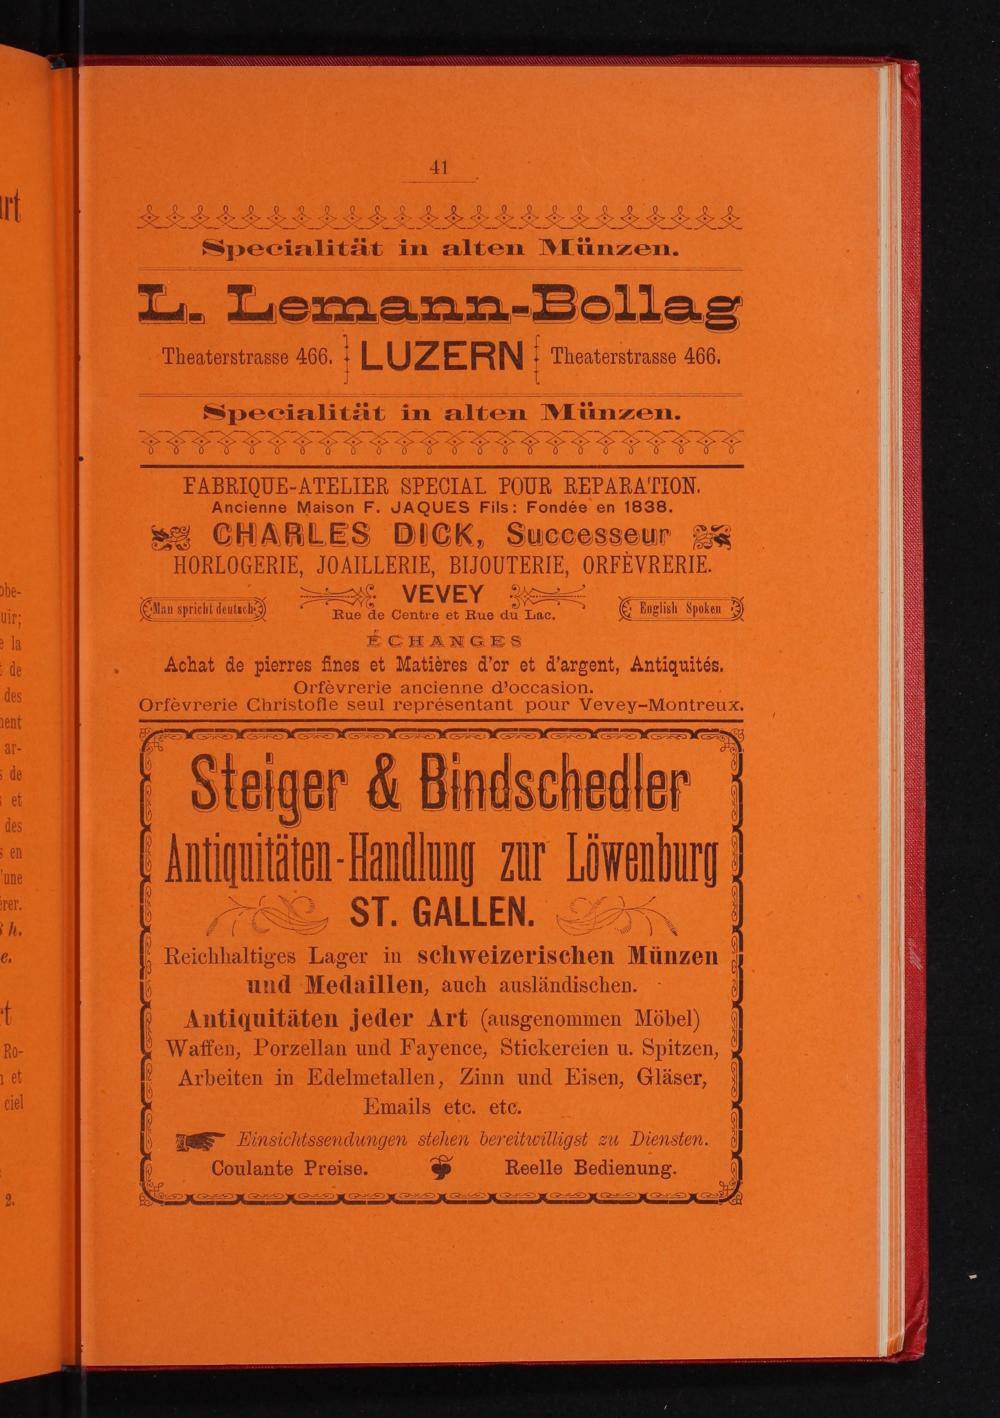 41
Specialität in alten Münzen.
L. Lemann-Bollag
Theaterstrasse 466. LUZERN Theaterstrasse 466.
Specialität in alten Münzen.
FABRIQUE-ATELIER SPECIAL POUR REPARATION.
Ancienne Maison F. JAQUES Fils: Fondée en 1838.
CHARLES DICK, Successeur
HORLOGERIE, JOAILLERIE, BIJOUTERIE, ORFÈVRERIE.
VEVEY
Man spricht deutsch
Rue de Centre et Rue du Lac.
English Spoken
ÉCHANGES
Achat de pierres fines et Matières d'or et d'argent, Antiquités.
Orfèvrerie ancienne d'occasion.
Orfèvrerie Christofle seul représentant pour Vevey-Montreux.
Steiger & Bindschedler
Antiquitäten-Handlung zur Löwenburg
ST. GALLEN.
Reichhaltiges Lager in schweizerischen Münzen
und Medaillen, auch ausländischen.
Antiquitäten jeder Art (ausgenommen Möbel)
Waffen, Porzellan und Fayence, Stickereien u. Spitzen,
Arbeiten in Edelmetallen, Zinn und Eisen, Gläser,
Emails etc. etc.
Einsichtssendungen stehen bereitwilligst zu Diensten.
Coulante Preise. Reelle Bedienung.